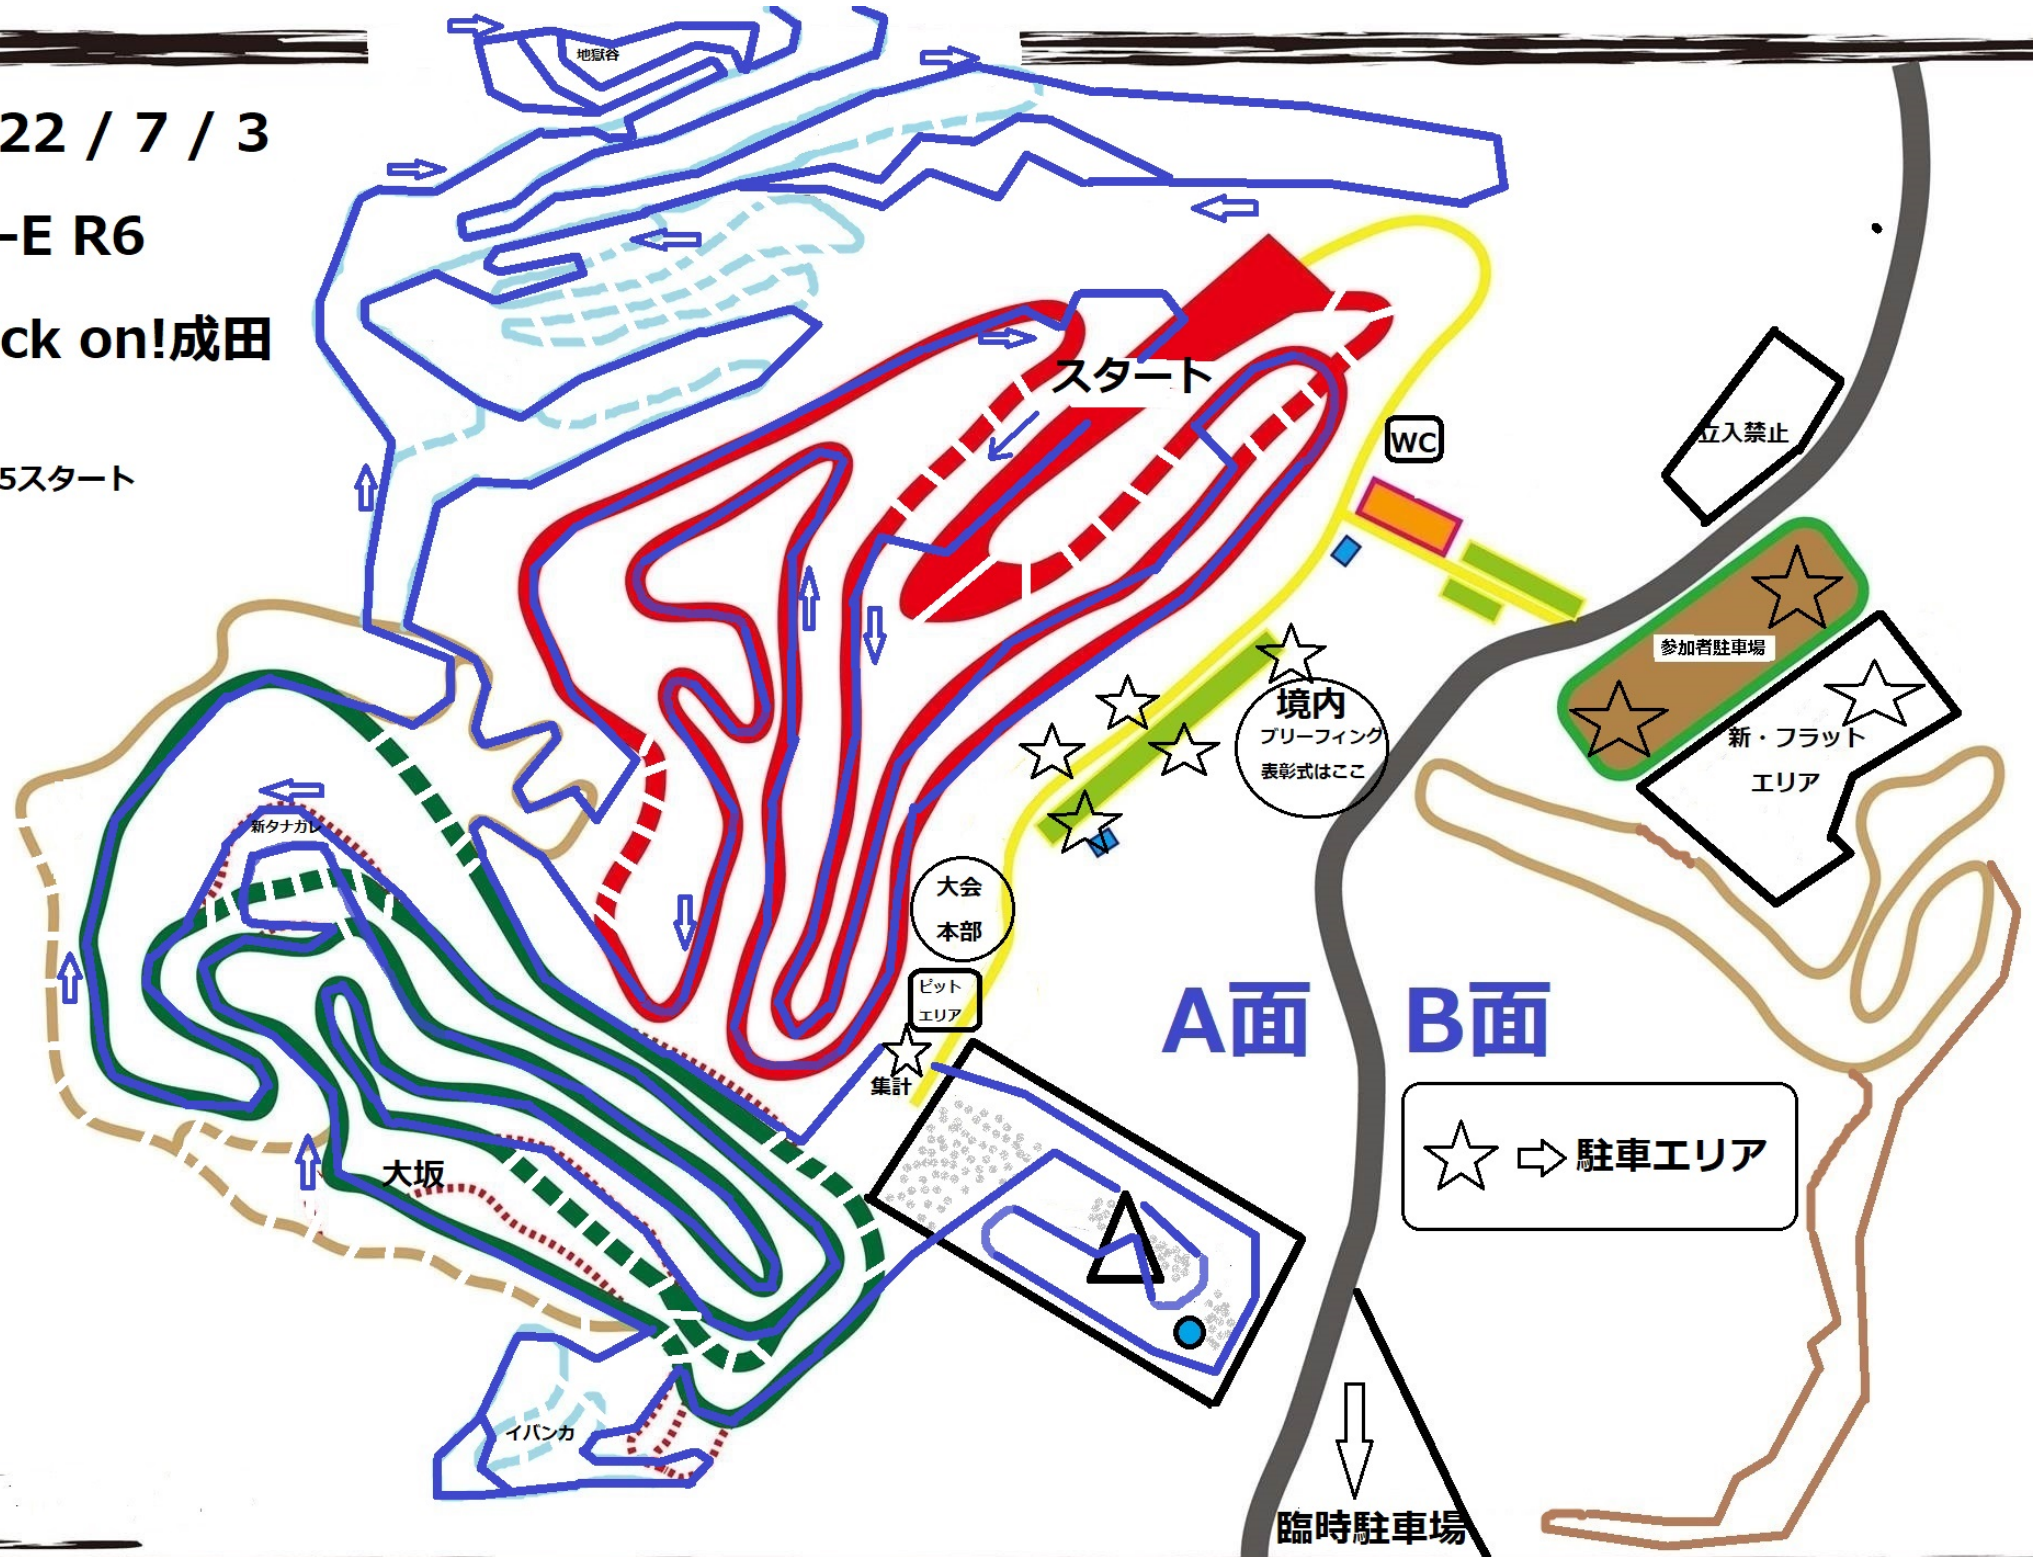 地獄谷
22 / 7 / 3
-E R6
ck on!成田
5スタート
スタート
WC
立入禁止
参加者駐車場
新・フラット
エリア
境内
ブリーフィング
表彰式はここ
新タナガレ
大会
本部
ピット
エリア
集計
A面
B面
大坂
駐車エリア
イバンカ
臨時駐車場